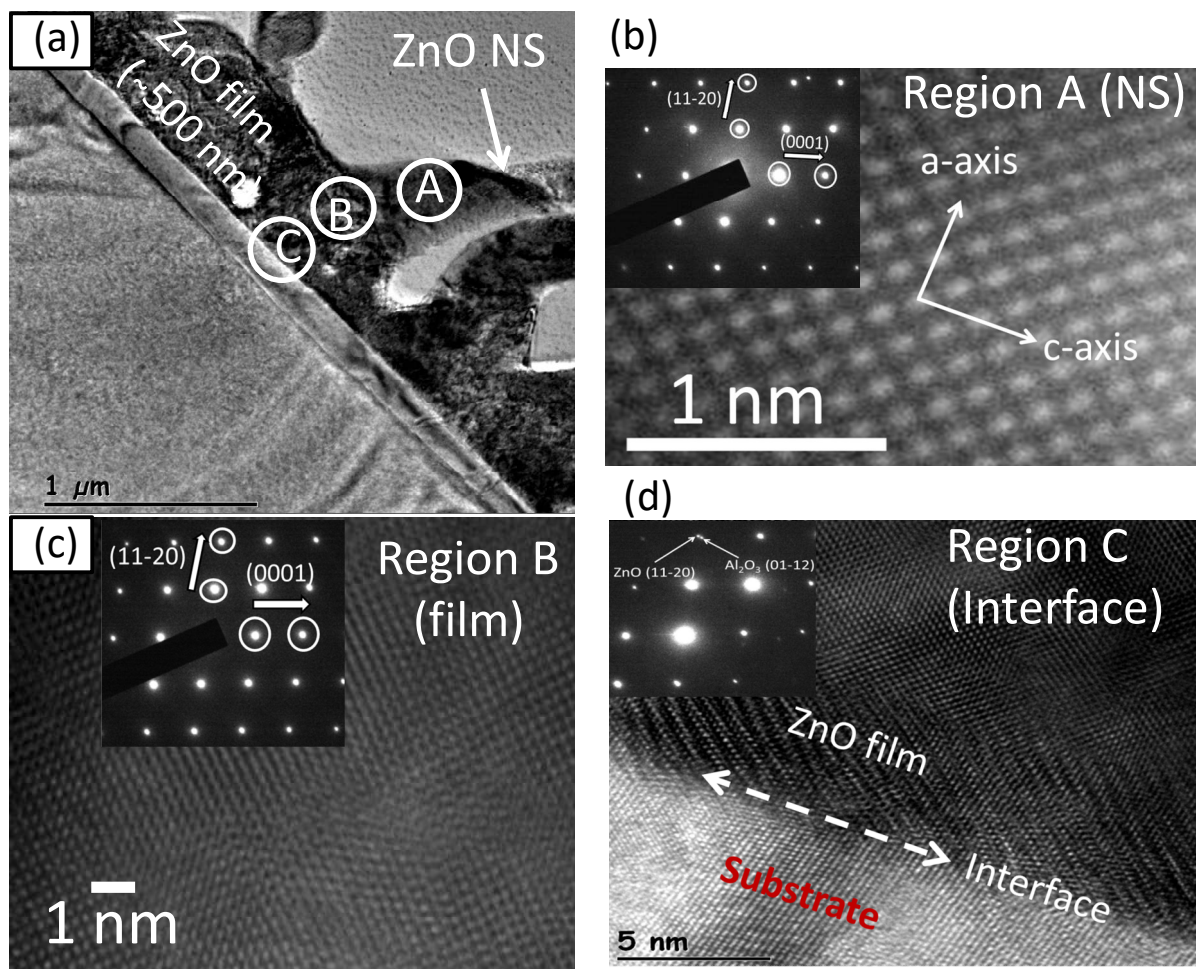 (a)
ZnO film
(~500 nm)
ZnO NS
A
B
C
1 µm
(b)
Region A (NS)
(11-20)
(0001)
a-axis
c-axis
1 nm
(c)
Region B
(film)
(11-20)
(0001)
1 nm
(d)
Region C
(Interface)
ZnO (11-20)
Al₂O₃ (01-12)
ZnO film
Interface
Substrate
5 nm